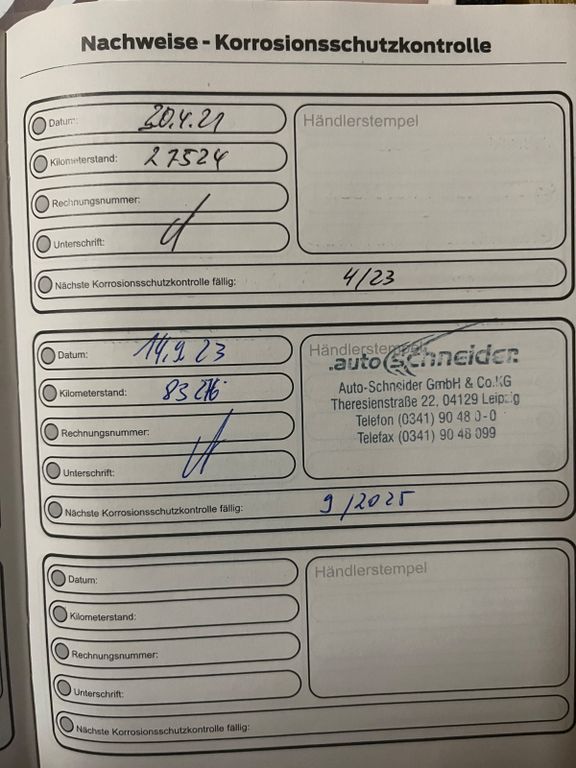 Nachweise - Korrosionsschutzkontrolle
Datum: 20.4.21
Händlerstempel
Kilometerstand: 27524
Rechnungsnummer:
Unterschrift:
Nächste Korrosionsschutzkontrolle fällig: 4/23
Datum: 14,9 23
Händlerstempel
.auto Schneider
Kilometerstand: 83276
Auto-Schneider GmbH & Co.KG
Theresienstraße 22, 04129 Leipzig
Rechnungsnummer:
Telefon (0341) 90 48 0-0
Telefax (0341) 90 48 099
Unterschrift:
Nächste Korrosionsschutzkontrolle fällig: 9/2025
Datum:
Händlerstempel
Kilometerstand:
Rechnungsnummer:
Unterschrift:
Nächste Korrosionsschutzkontrolle fällig: